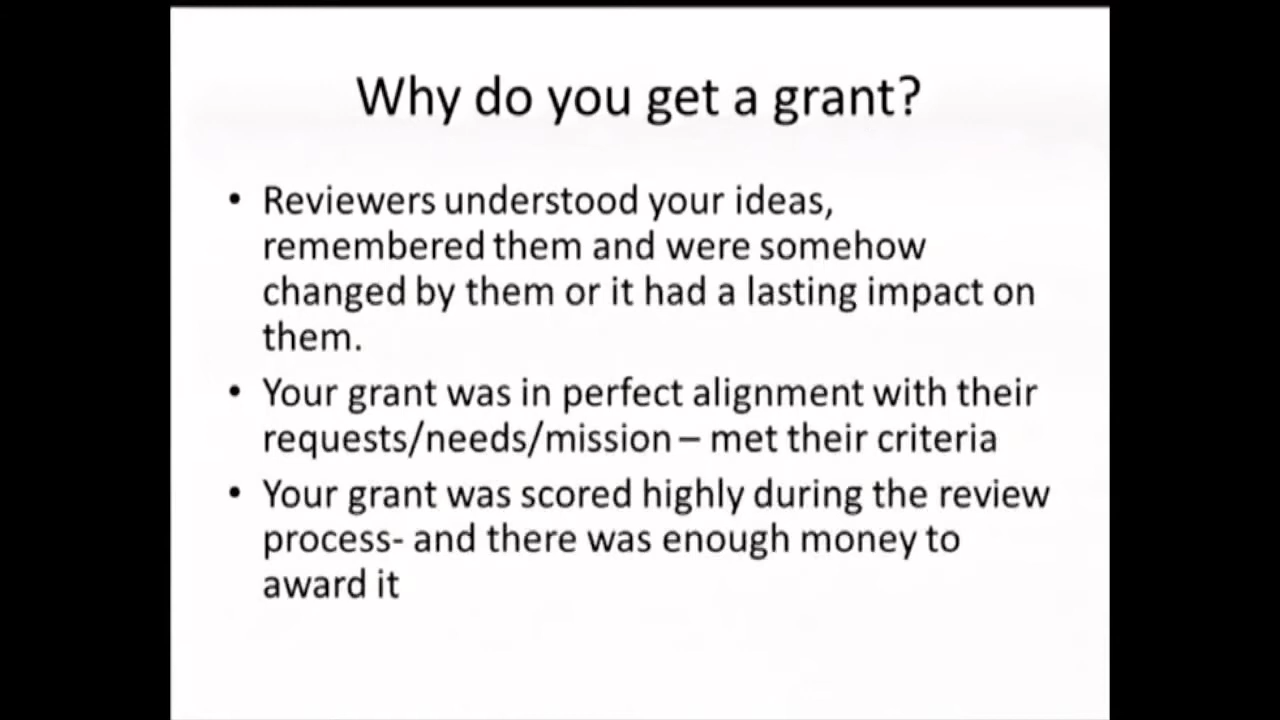 Why do you get a grant?
• Reviewers understood your ideas,
remembered them and were somehow
changed by them or it had a lasting impact on
them.
• Your grant was in perfect alignment with their
requests/needs/mission – met their criteria
• Your grant was scored highly during the review
process- and there was enough money to
award it